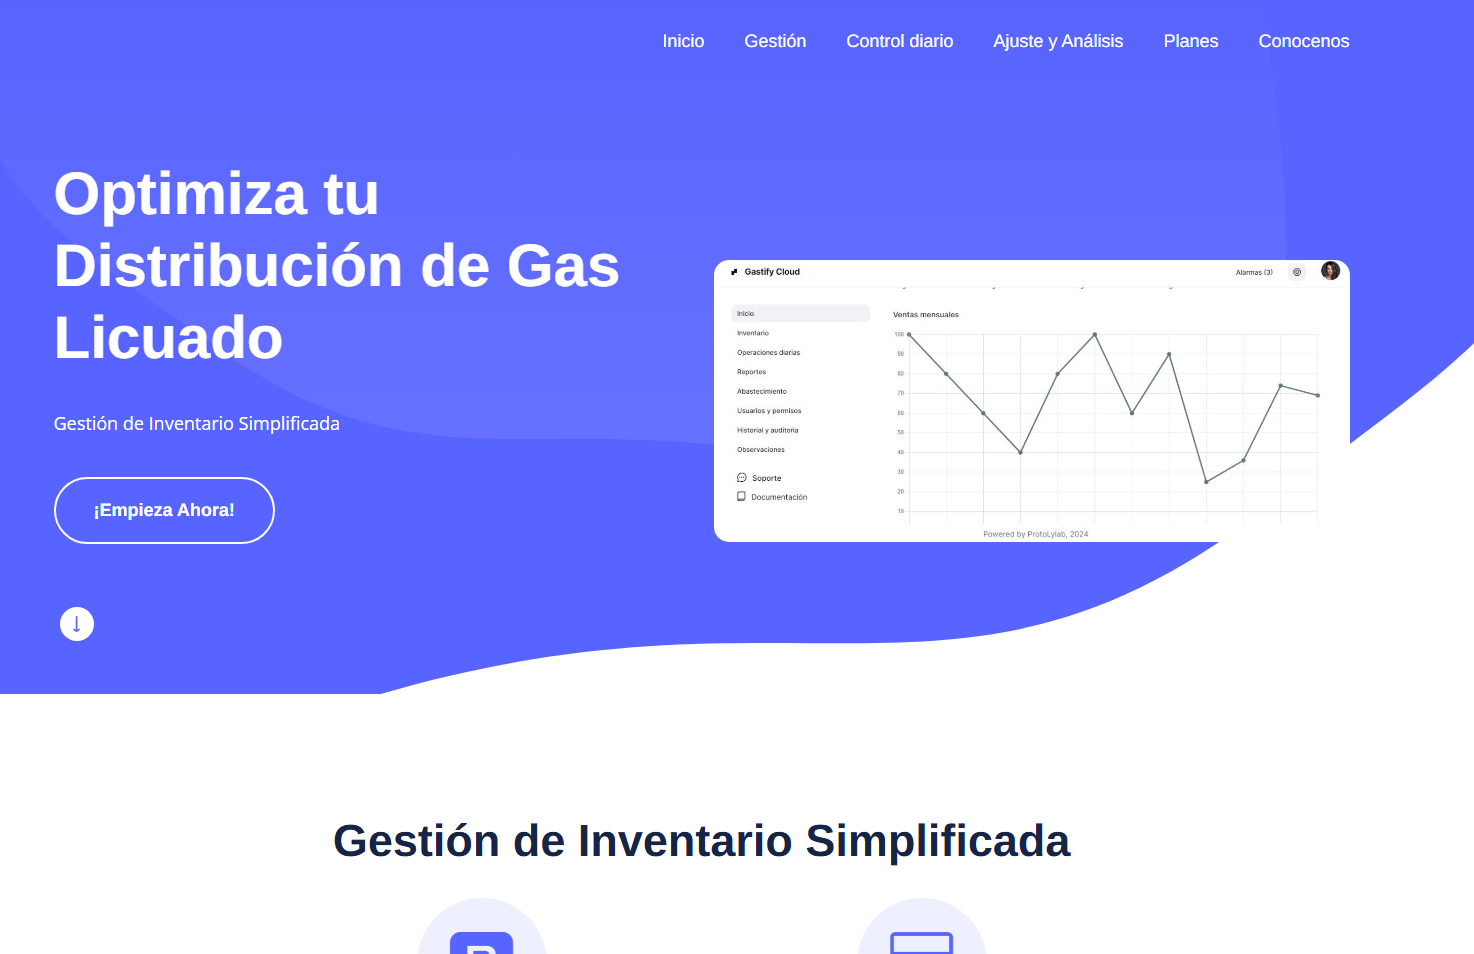 Inicio Gestión Control diario Ajuste y Análisis Planes Conocenos
Optimiza tu
Distribución de Gas
Licuado
Gestión de Inventario Simplificada
¡Empieza Ahora!
Gastify Cloud
Alarmas (3)
Inicio
Inventario
Operaciones diarias
Reportes
Abastecimiento
Usuarios y permisos
Historial y auditoria
Observaciones
Soporte
Documentación
Ventas mensuales
100
90
80
70
60
50
40
30
20
10
Powered by ProtoLylab, 2024
Gestión de Inventario Simplificada